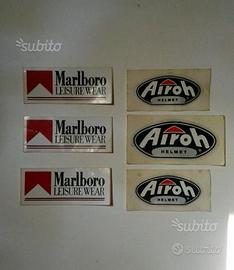 subito
Marlboro
LEISURE WEAR
Airoh
HELMET
Marlboro
LEISURE WEAR
Airoh
HELMET
Marlboro
LEISURE WEAR
Airoh
HELMET
subito
subito